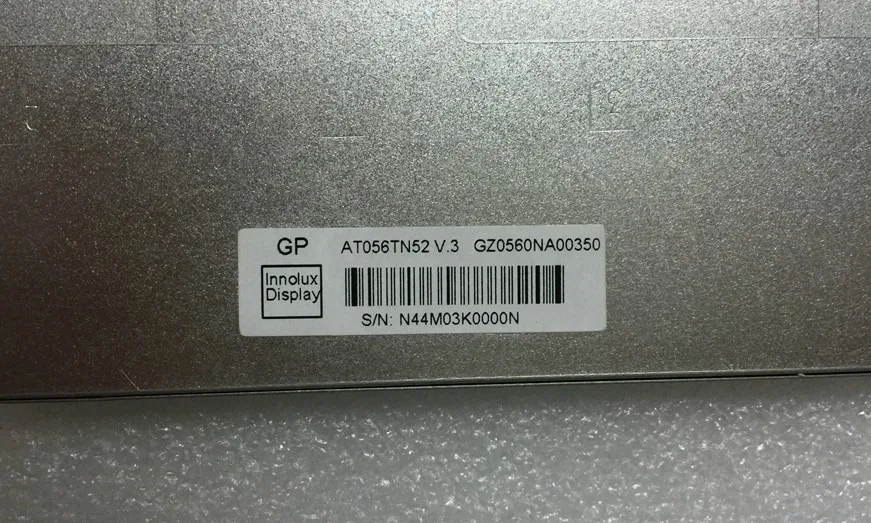 GP AT056TN52 V.3 GZ0560NA00350
Innolux
Display
S/N: N44M03K0000N